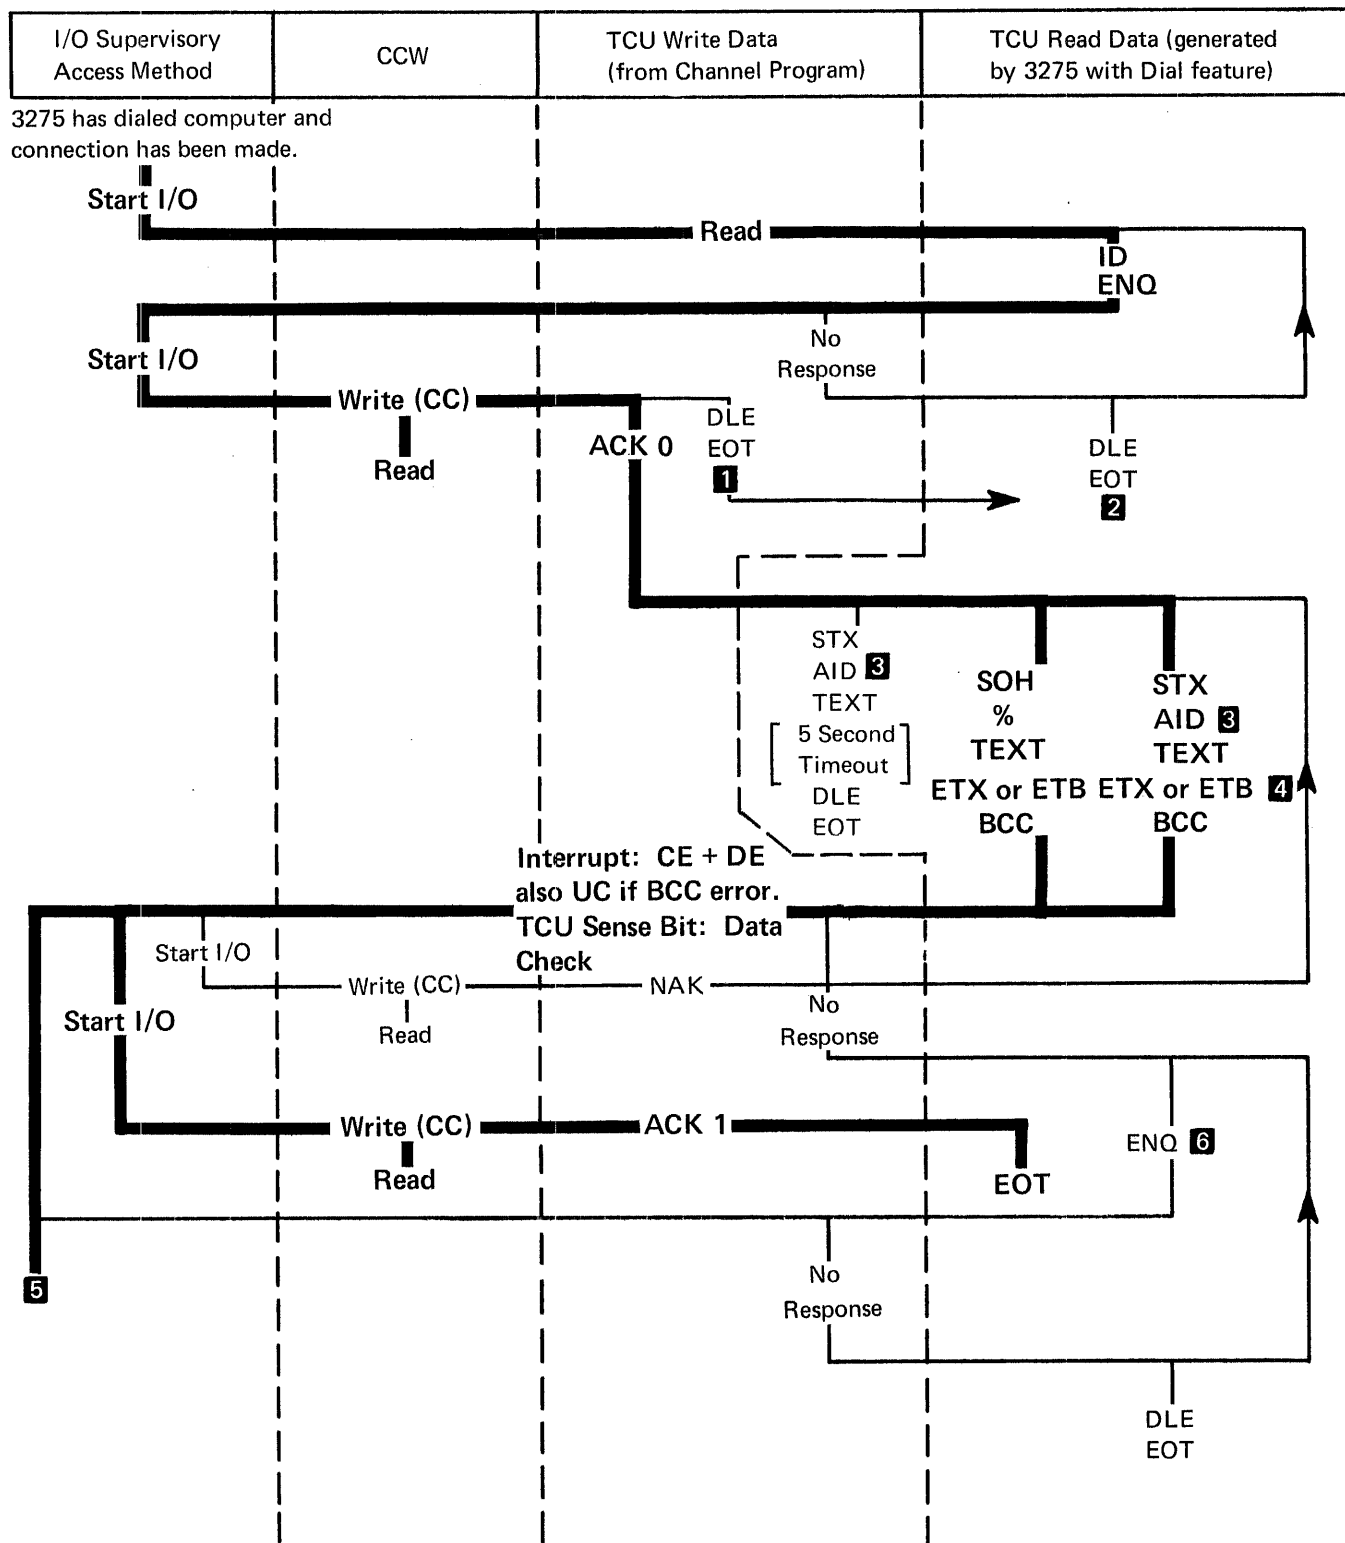 I/O Supervisory
Access Method
CCW
TCU Write Data
(from Channel Program)
TCU Read Data (generated
by 3275 with Dial feature)
3275 has dialed computer and
connection has been made.
Start I/O
Read
ID
ENQ
No
Response
Start I/O
Write (CC)
Read
ACK 0
DLE
EOT
1
DLE
EOT
2
STX
AID 3
TEXT
5 Second
Timeout
DLE
EOT
SOH
%
TEXT
ETX or ETB
BCC
STX
AID 3
TEXT
ETX or ETB 4
BCC
Interrupt: CE + DE
also UC if BCC error.
TCU Sense Bit: Data
Check
Start I/O
Write (CC)
Read
NAK
No
Response
Start I/O
Write (CC)
Read
ACK 1
EOT
ENQ 6
5
No
Response
DLE
EOT